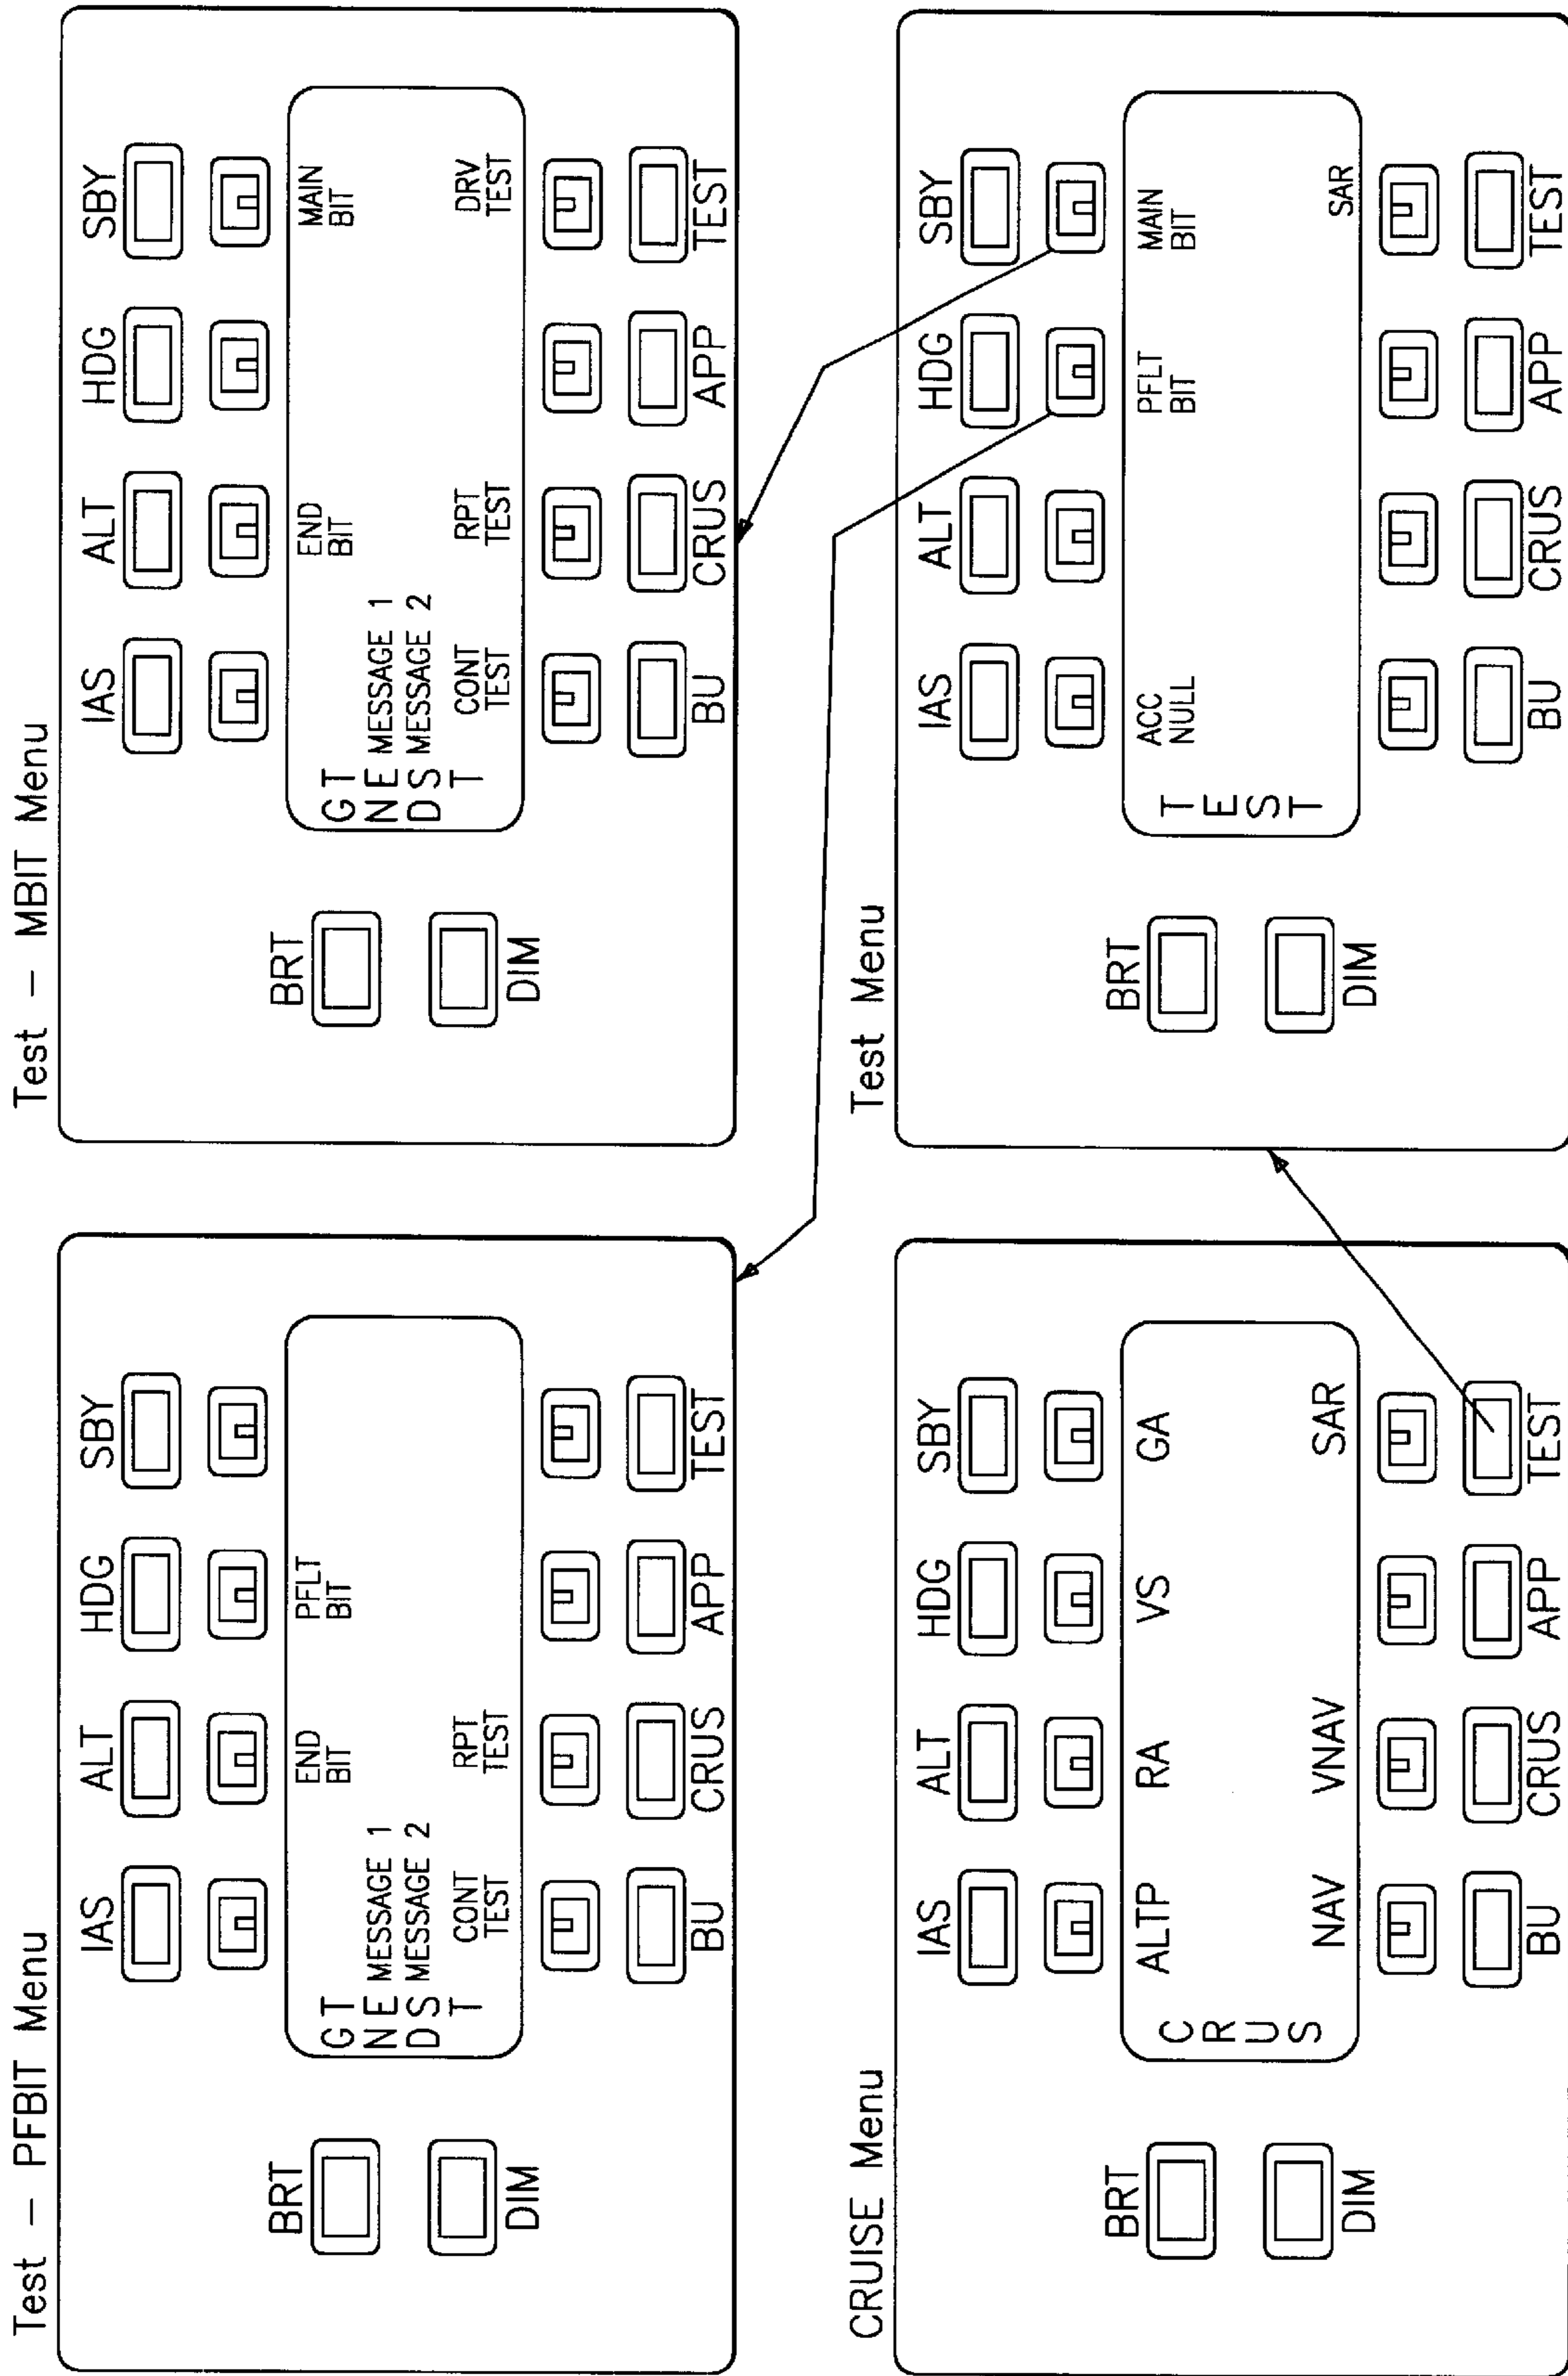 Test – PFBIT Menu
IAS ALT HDG SBY
BRT
DIM
END PFLT
BIT BIT
G T
N E MESSAGE 1
D S MESSAGE 2
T
CONT RPT
TEST TEST
BU CRUS APP TEST
Test – MBIT Menu
IAS ALT HDG SBY
BRT
DIM
END MAIN
BIT BIT
G T
N E MESSAGE 1
D S MESSAGE 2
T
CONT RPT DRV
TEST TEST TEST
BU CRUS APP TEST
CRUISE Menu
IAS ALT HDG SBY
BRT
DIM
C
R
U
S
ALTP RA VS GA
NAV VNAV SAR
BU CRUS APP TEST
Test Menu
IAS ALT HDG SBY
BRT
DIM
T
E
S
T
ACC PFLT MAIN
NULL BIT BIT
SAR
BU CRUS APP TEST